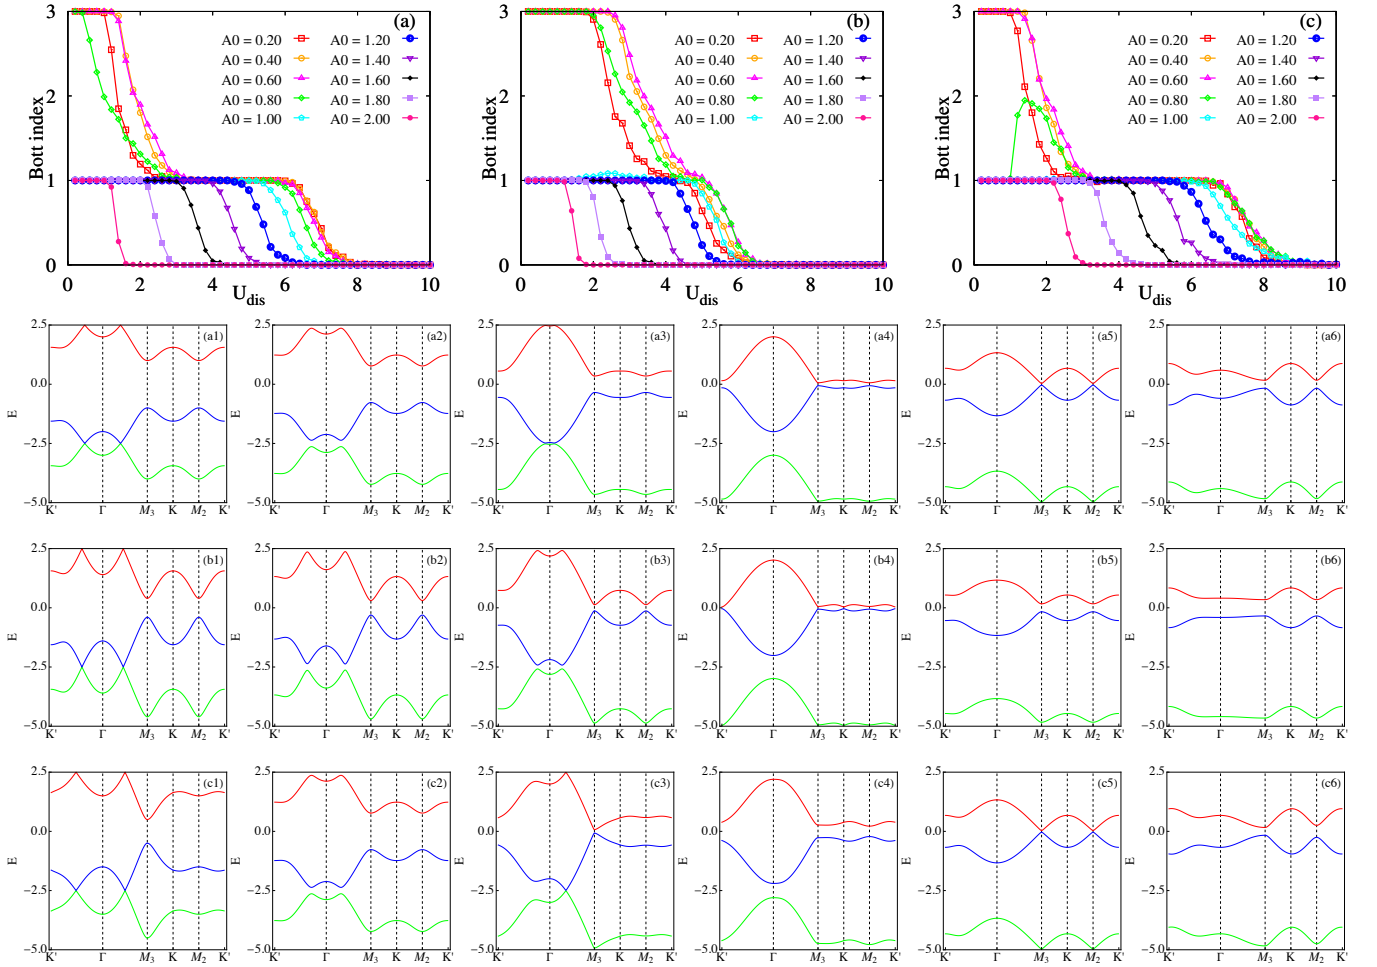 3 (a) 3 (b) 3 (c)
A0 = 0.20 A0 = 1.20 A0 = 0.20 A0 = 1.20 A0 = 0.20 A0 = 1.20
A0 = 0.40 A0 = 1.40 A0 = 0.40 A0 = 1.40 A0 = 0.40 A0 = 1.40
A0 = 0.60 A0 = 1.60 A0 = 0.60 A0 = 1.60 A0 = 0.60 A0 = 1.60
2 A0 = 0.80 A0 = 1.80 2 A0 = 0.80 A0 = 1.80 2 A0 = 0.80 A0 = 1.80
A0 = 1.00 A0 = 2.00 A0 = 1.00 A0 = 2.00 A0 = 1.00 A0 = 2.00
Bott index Bott index Bott index
1 1 1
0 0 0
0 2 4 6 8 10 0 2 4 6 8 10 0 2 4 6 8 10
U_dis U_dis U_dis
2.5 (a1) 2.5 (a2) 2.5 (a3) 2.5 (a4) 2.5 (a5) 2.5 (a6)
0.0 0.0 0.0 0.0 0.0 0.0
E E E E E E
−2.5 −2.5 −2.5 −2.5 −2.5 −2.5
−5.0 −5.0 −5.0 −5.0 −5.0 −5.0
K' Γ M₃ K M₂ K' K' Γ M₃ K M₂ K' K' Γ M₃ K M₂ K' K' Γ M₃ K M₂ K' K' Γ M₃ K M₂ K' K' Γ M₃ K M₂ K'
2.5 (b1) 2.5 (b2) 2.5 (b3) 2.5 (b4) 2.5 (b5) 2.5 (b6)
0.0 0.0 0.0 0.0 0.0 0.0
E E E E E E
−2.5 −2.5 −2.5 −2.5 −2.5 −2.5
−5.0 −5.0 −5.0 −5.0 −5.0 −5.0
K' Γ M₃ K M₂ K' K' Γ M₃ K M₂ K' K' Γ M₃ K M₂ K' K' Γ M₃ K M₂ K' K' Γ M₃ K M₂ K' K' Γ M₃ K M₂ K'
2.5 (c1) 2.5 (c2) 2.5 (c3) 2.5 (c4) 2.5 (c5) 2.5 (c6)
0.0 0.0 0.0 0.0 0.0 0.0
E E E E E E
−2.5 −2.5 −2.5 −2.5 −2.5 −2.5
−5.0 −5.0 −5.0 −5.0 −5.0 −5.0
K' Γ M₃ K M₂ K' K' Γ M₃ K M₂ K' K' Γ M₃ K M₂ K' K' Γ M₃ K M₂ K' K' Γ M₃ K M₂ K' K' Γ M₃ K M₂ K'